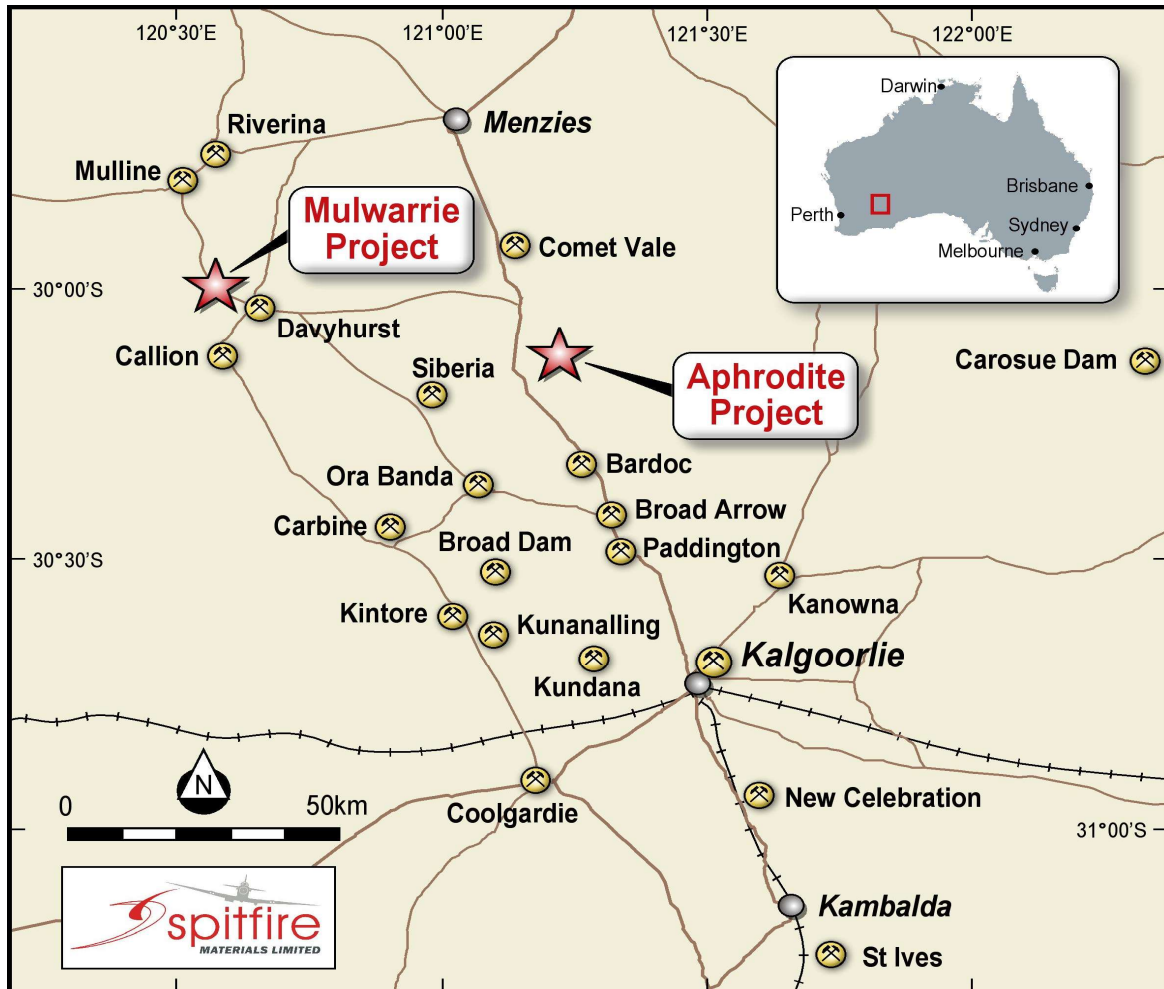 120°30'E
121°00'E
121°30'E
122°00'E
Darwin
Brisbane
Perth
Sydney
Melbourne
Riverina
Menzies
Mulline
Mulwarrie
Project
Comet Vale
30°00'S
Davyhurst
Callion
Siberia
Carosue Dam
Aphrodite
Project
Bardoc
Ora Banda
Broad Arrow
Carbine
Broad Dam
Paddington
30°30'S
Kanowna
Kintore
Kunanalling
Kalgoorlie
Kundana
N
0
50km
Coolgardie
New Celebration
31°00'S
Kambalda
St Ives
spitfire
MATERIALS LIMITED